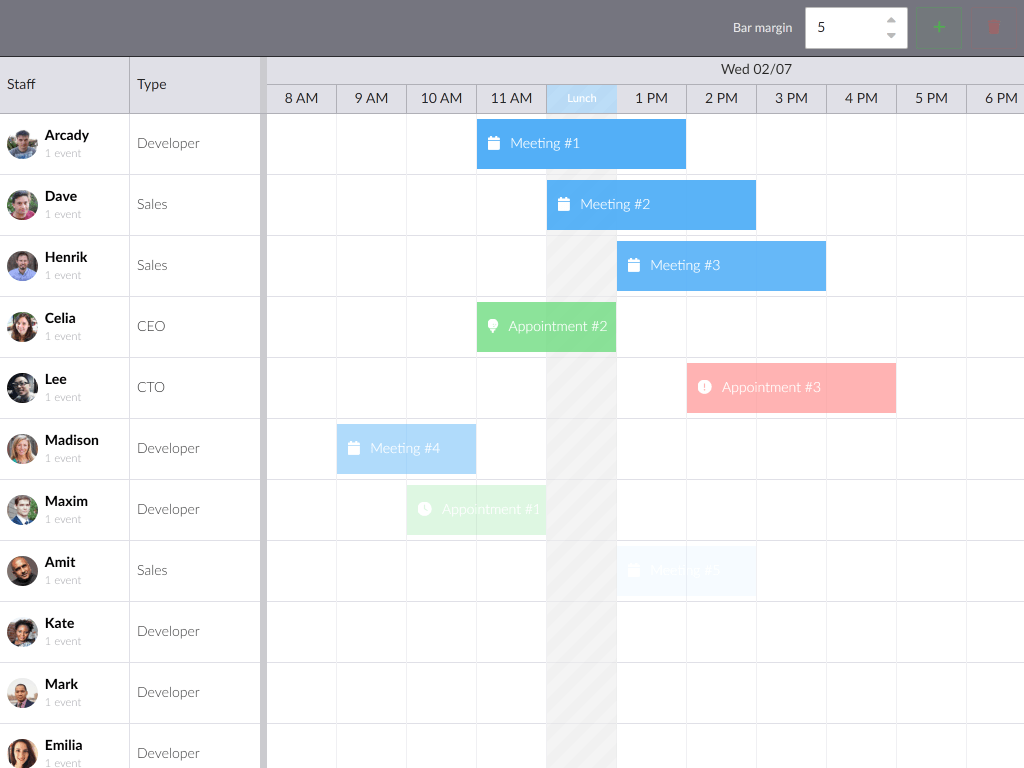 Bar margin 5
Staff Type Wed 02/07
8 AM 9 AM 10 AM 11 AM Lunch 1 PM 2 PM 3 PM 4 PM 5 PM 6 PM
Arcady
1 event
Developer
Meeting #1
Dave
1 event
Sales
Meeting #2
Henrik
1 event
Sales
Meeting #3
Celia
1 event
CEO
Appointment #2
Lee
1 event
CTO
Appointment #3
Madison
1 event
Developer
Meeting #4
Maxim
1 event
Developer
Appointment #1
Amit
1 event
Sales
Meeting #5
Kate
1 event
Developer
Mark
1 event
Developer
Emilia
1 event
Developer